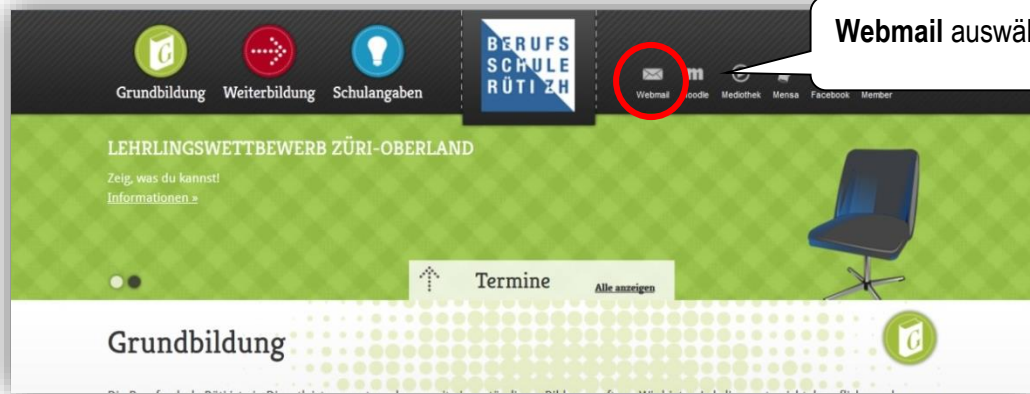 Webmail auswäh
BERUFS
SCHULE
RÜTI ZH
Grundbildung Weiterbildung Schulangaben
Webmail Moodle Mediothek Mensa Facebook Member
LEHRLINGSWETTBEWERB ZÜRI-OBERLAND
Zeig, was du kannst!
Informationen »
Termine Alle anzeigen
Grundbildung